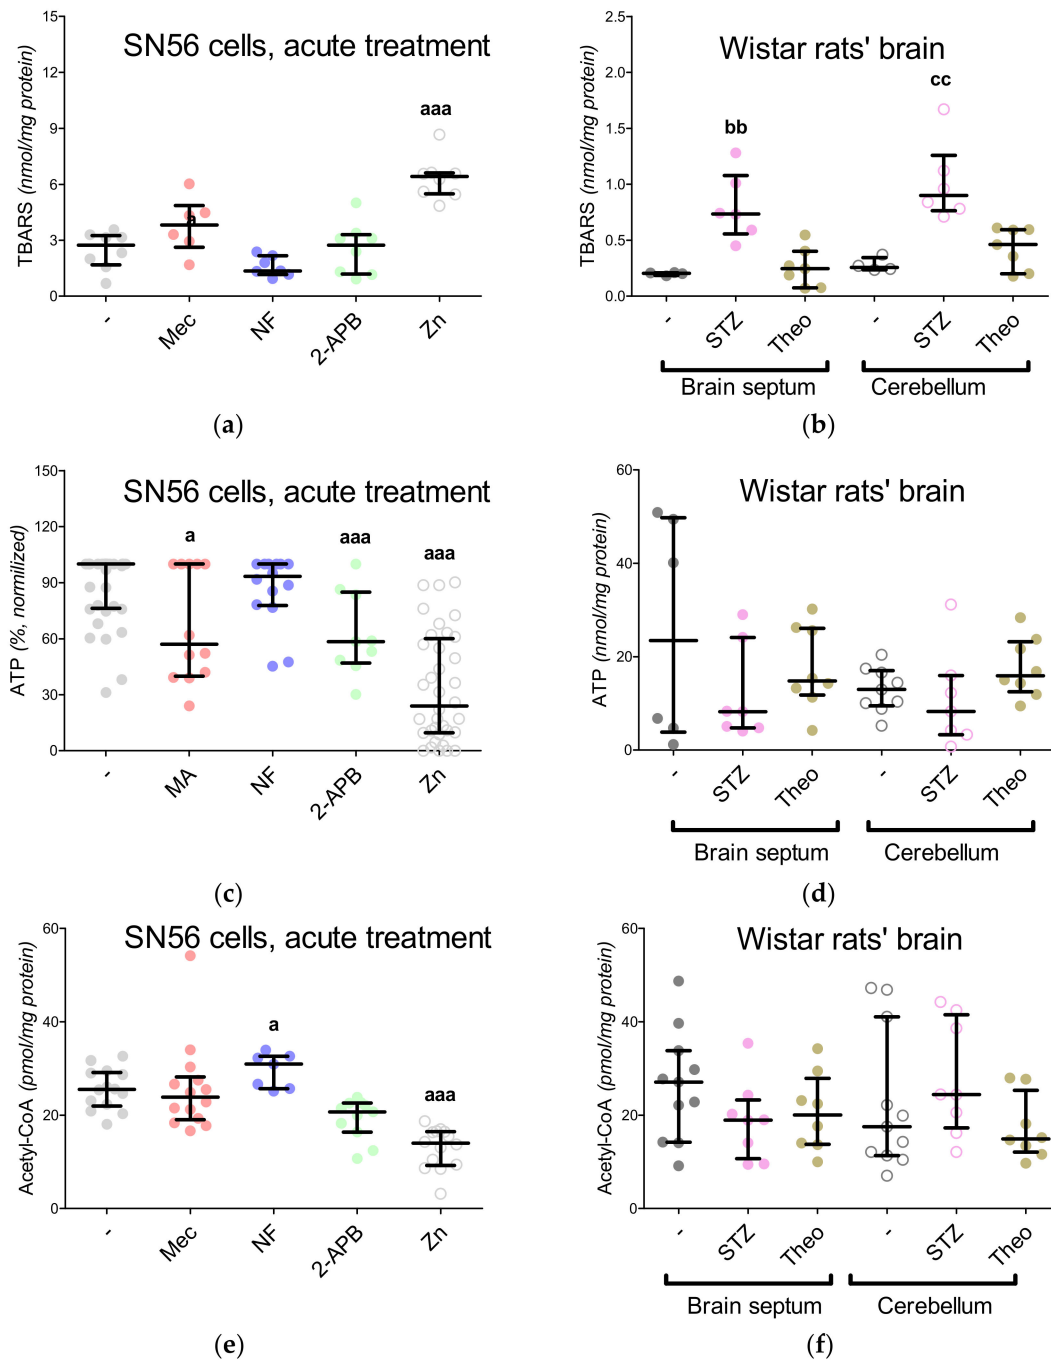 SN56 cells, acute treatment
TBARS (nmol/mg protein)
15
12
9
6
3
0
aaa
a
-
Mec
NF
2-APB
Zn
(a)
Wistar rats' brain
TBARS (nmol/mg protein)
2.5
2.0
1.5
1.0
0.5
0.0
bb
cc
-
STZ
Theo
-
STZ
Theo
Brain septum
Cerebellum
(b)
SN56 cells, acute treatment
ATP (%, normilized)
150
120
90
60
30
0
a
aaa
aaa
-
MA
NF
2-APB
Zn
(c)
Wistar rats' brain
ATP (nmol/mg protein)
60
40
20
0
-
STZ
Theo
-
STZ
Theo
Brain septum
Cerebellum
(d)
SN56 cells, acute treatment
Acetyl-CoA (pmol/mg protein)
60
40
20
0
a
aaa
-
Mec
NF
2-APB
Zn
(e)
Wistar rats' brain
Acetyl-CoA (pmol/mg protein)
60
40
20
0
-
STZ
Theo
-
STZ
Theo
Brain septum
Cerebellum
(f)